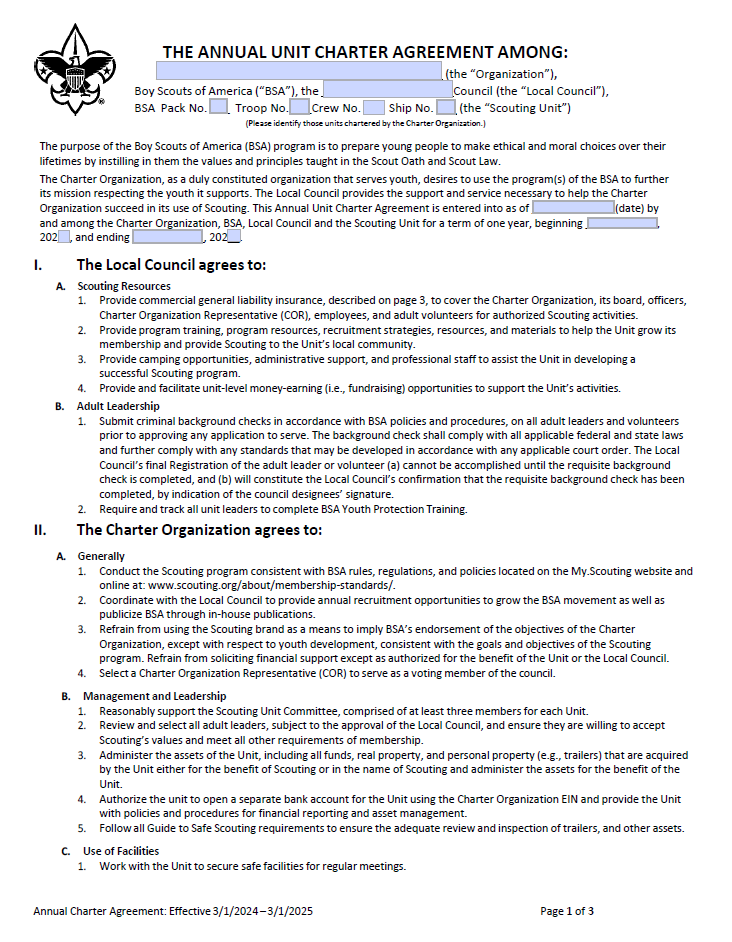 THE ANNUAL UNIT CHARTER AGREEMENT AMONG:
(the “Organization”),
Boy Scouts of America (“BSA”), the Council (the “Local Council”),
BSA Pack No. Troop No. Crew No. Ship No. (the “Scouting Unit”)
(Please identify those units chartered by the Charter Organization.)
The purpose of the Boy Scouts of America (BSA) program is to prepare young people to make ethical and moral choices over their
lifetimes by instilling in them the values and principles taught in the Scout Oath and Scout Law.
The Charter Organization, as a duly constituted organization that serves youth, desires to use the program(s) of the BSA to further
its mission respecting the youth it supports. The Local Council provides the support and service necessary to help the Charter
Organization succeed in its use of Scouting. This Annual Unit Charter Agreement is entered into as of (date) by
and among the Charter Organization, BSA, Local Council and the Scouting Unit for a term of one year, beginning ,
202 , and ending , 202 .
I. The Local Council agrees to:
A. Scouting Resources
1. Provide commercial general liability insurance, described on page 3, to cover the Charter Organization, its board, officers,
Charter Organization Representative (COR), employees, and adult volunteers for authorized Scouting activities.
2. Provide program training, program resources, recruitment strategies, resources, and materials to help the Unit grow its
membership and provide Scouting to the Unit’s local community.
3. Provide camping opportunities, administrative support, and professional staff to assist the Unit in developing a
successful Scouting program.
4. Provide and facilitate unit-level money-earning (i.e., fundraising) opportunities to support the Unit’s activities.
B. Adult Leadership
1. Submit criminal background checks in accordance with BSA policies and procedures, on all adult leaders and volunteers
prior to approving any application to serve. The background check shall comply with all applicable federal and state laws
and further comply with any standards that may be developed in accordance with any applicable court order. The Local
Council’s final Registration of the adult leader or volunteer (a) cannot be accomplished until the requisite background
check is completed, and (b) will constitute the Local Council’s confirmation that the requisite background check has been
completed, by indication of the council designees’ signature.
2. Require and track all unit leaders to complete BSA Youth Protection Training.
II. The Charter Organization agrees to:
A. Generally
1. Conduct the Scouting program consistent with BSA rules, regulations, and policies located on the My.Scouting website and
online at: www.scouting.org/about/membership-standards/.
2. Coordinate with the Local Council to provide annual recruitment opportunities to grow the BSA movement as well as
publicize BSA through in-house publications.
3. Refrain from using the Scouting brand as a means to imply BSA’s endorsement of the objectives of the Charter
Organization, except with respect to youth development, consistent with the goals and objectives of the Scouting
program. Refrain from soliciting financial support except as authorized for the benefit of the Unit or the Local Council.
4. Select a Charter Organization Representative (COR) to serve as a voting member of the council.
B. Management and Leadership
1. Reasonably support the Scouting Unit Committee, comprised of at least three members for each Unit.
2. Review and select all adult leaders, subject to the approval of the Local Council, and ensure they are willing to accept
Scouting’s values and meet all other requirements of membership.
3. Administer the assets of the Unit, including all funds, real property, and personal property (e.g., trailers) that are acquired
by the Unit either for the benefit of Scouting or in the name of Scouting and administer the assets for the benefit of the
Unit.
4. Authorize the unit to open a separate bank account for the Unit using the Charter Organization EIN and provide the Unit
with policies and procedures for financial reporting and asset management.
5. Follow all Guide to Safe Scouting requirements to ensure the adequate review and inspection of trailers, and other assets.
C. Use of Facilities
1. Work with the Unit to secure safe facilities for regular meetings.
Annual Charter Agreement: Effective 3/1/2024–3/1/2025 Page 1 of 3